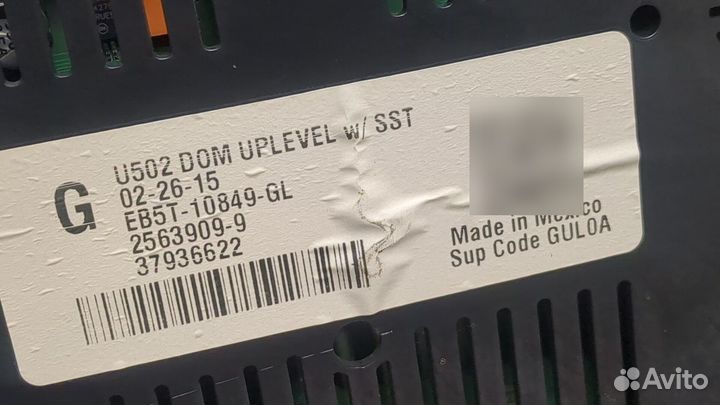 G
U502 DOM UPLEVEL w/ SST
02-26-15
EB5T-10849-GL
2563909-9
37936622
Made in Mexico
Sup Code GUL0A
Avito